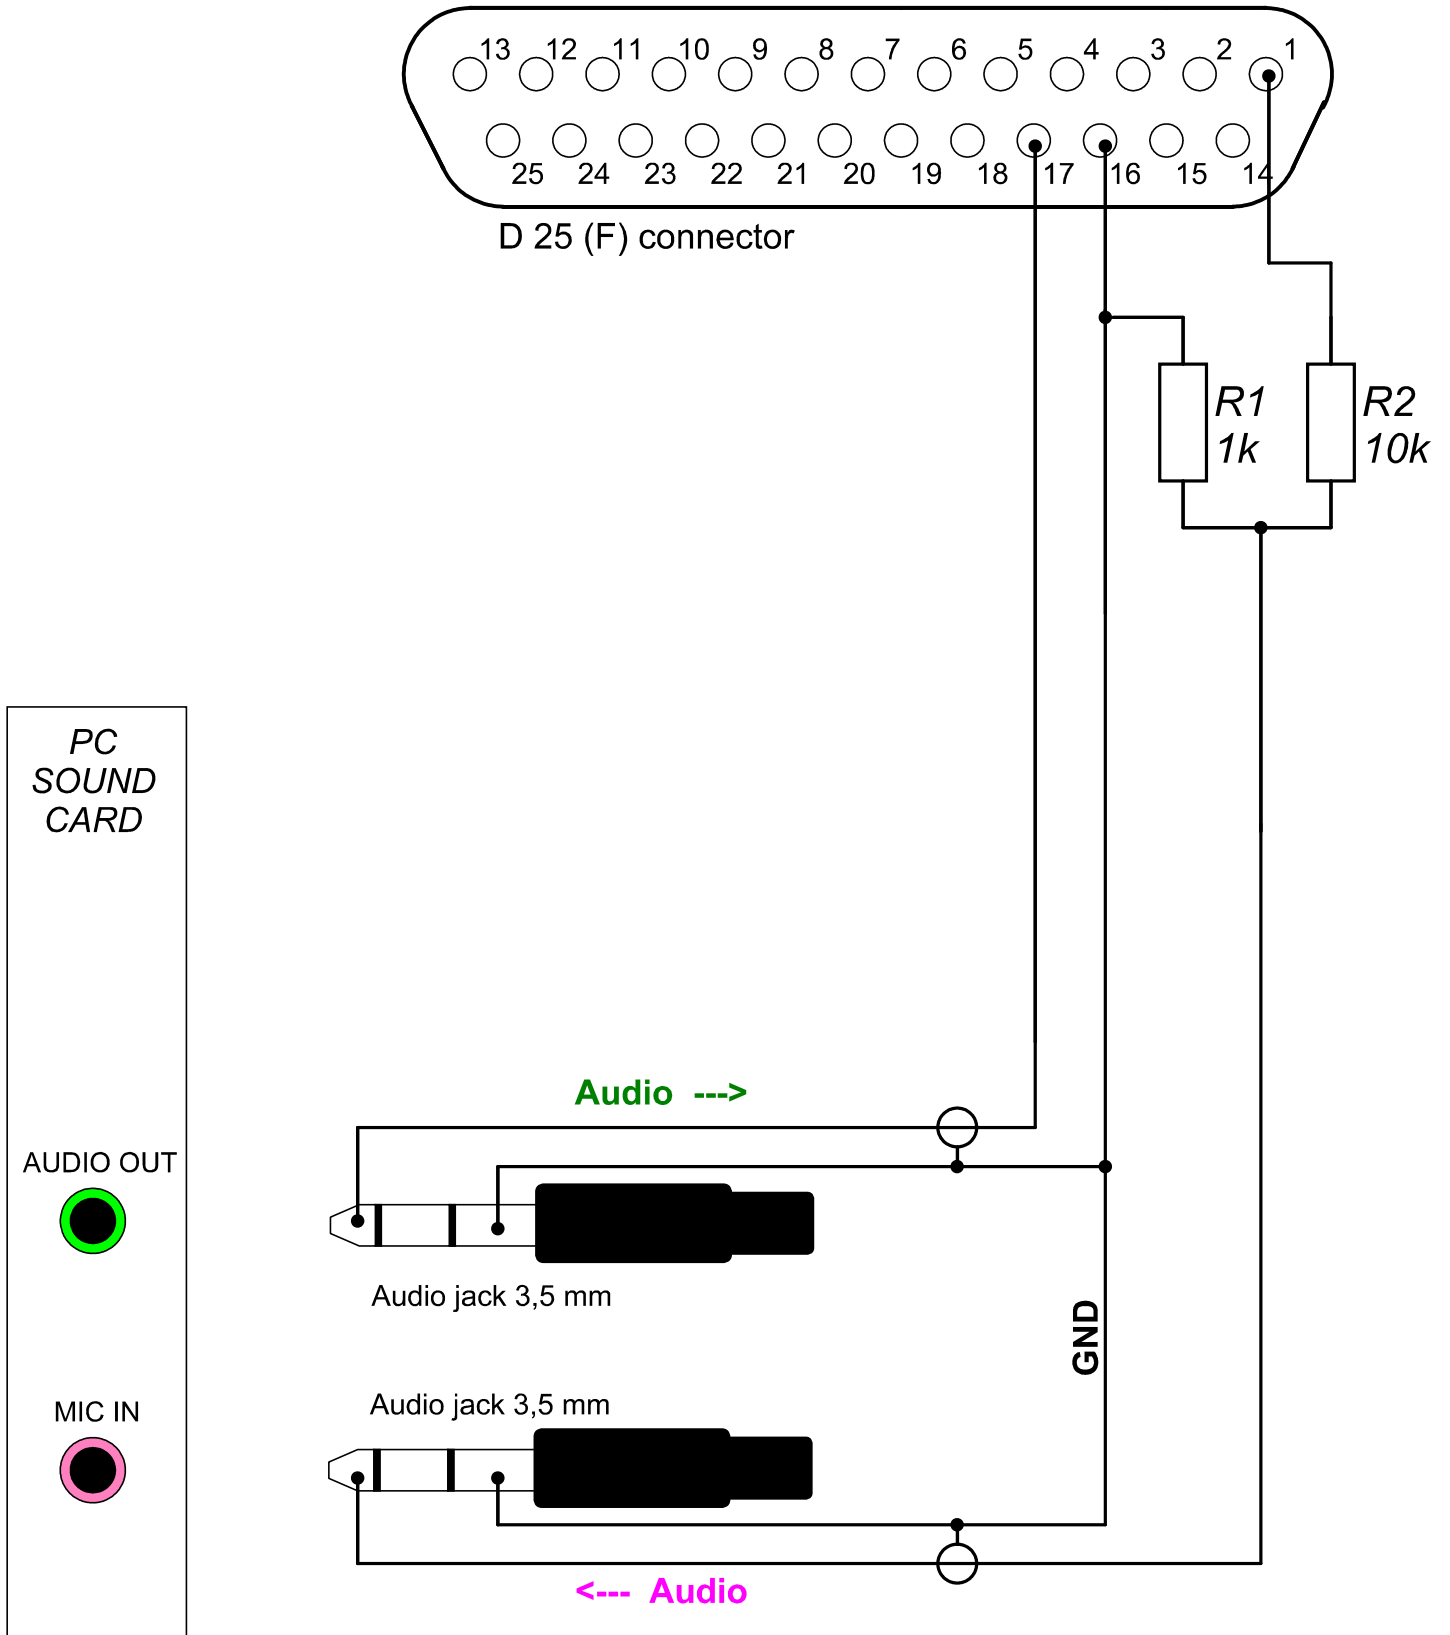 13 12 11 10 9 8 7 6 5 4 3 2 1
25 24 23 22 21 20 19 18 17 16 15 14
D 25 (F) connector
R1
1k
R2
10k
PC
SOUND
CARD
Audio --->
AUDIO OUT
Audio jack 3,5 mm
GND
Audio jack 3,5 mm
MIC IN
<--- Audio